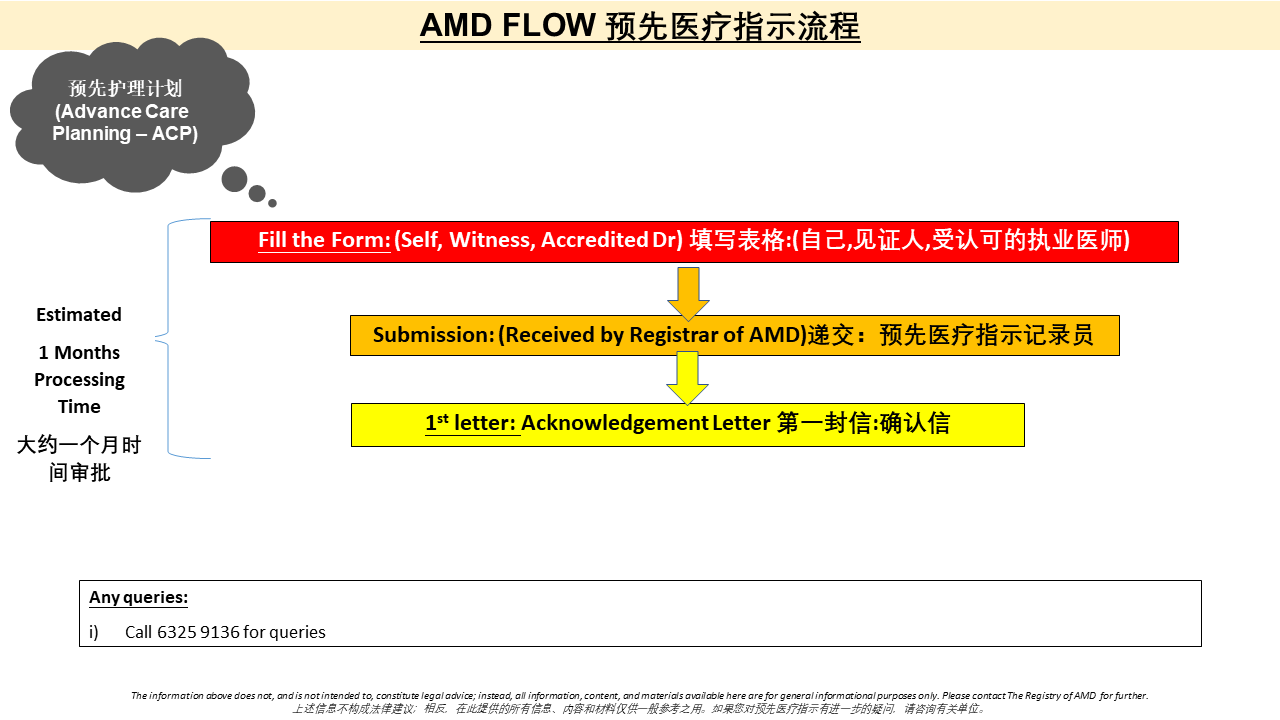 AMD FLOW 预先医疗指示流程
预先护理计划
(Advance Care
Planning – ACP)
Fill the Form: (Self, Witness, Accredited Dr) 填写表格:(自己,见证人,受认可的执业医师)
Estimated
1 Months
Processing
Time
大约一个月时
间审批
Submission: (Received by Registrar of AMD)递交：预先医疗指示记录员
1st letter: Acknowledgement Letter 第一封信:确认信
Any queries:
i) Call 6325 9136 for queries
The information above does not, and is not intended to, constitute legal advice; instead, all information, content, and materials available here are for general informational purposes only. Please contact The Registry of AMD for further.
上述信息不构成法律建议；相反，在此提供的所有信息、内容和材料仅供一般参考之用。如果您对预先医疗指示有进一步的疑问，请咨询有关单位。